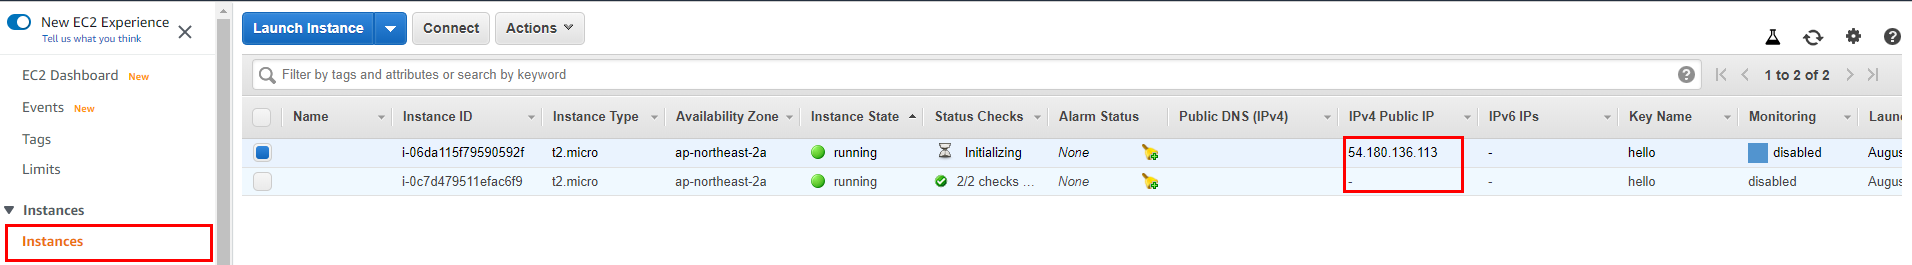 New EC2 Experience
Tell us what you think
EC2 Dashboard New
Events New
Tags
Limits
Instances
Instances
Launch Instance Connect Actions
Filter by tags and attributes or search by keyword 1 to 2 of 2
Name Instance ID Instance Type Availability Zone Instance State Status Checks Alarm Status Public DNS (IPv4) IPv4 Public IP IPv6 IPs Key Name Monitoring Launc
i-06da115f79590592f t2.micro ap-northeast-2a running Initializing None 54.180.136.113 - hello disabled Augus
i-0c7d479511efac6f9 t2.micro ap-northeast-2a running 2/2 checks ... None - - hello disabled Augus